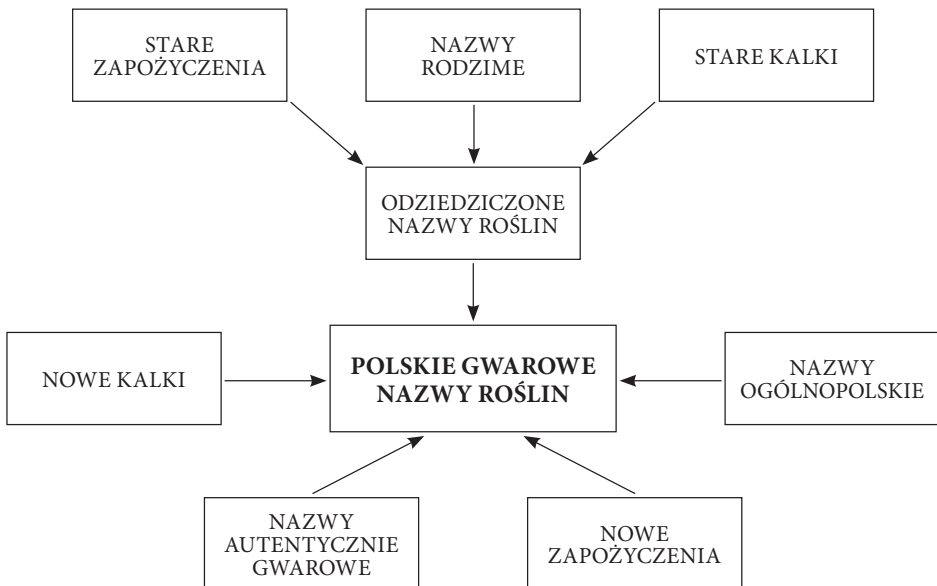 STARE
ZAPOŻYCZENIA
NAZWY
RODZIME
STARE KALKI
ODZIEDZICZONE
NAZWY ROŚLIN
NOWE KALKI
POLSKIE GWAROWE
NAZWY ROŚLIN
NAZWY
OGÓLNOPOLSKIE
NAZWY
AUTENTYCZNIE
GWAROWE
NOWE
ZAPOŻYCZENIA